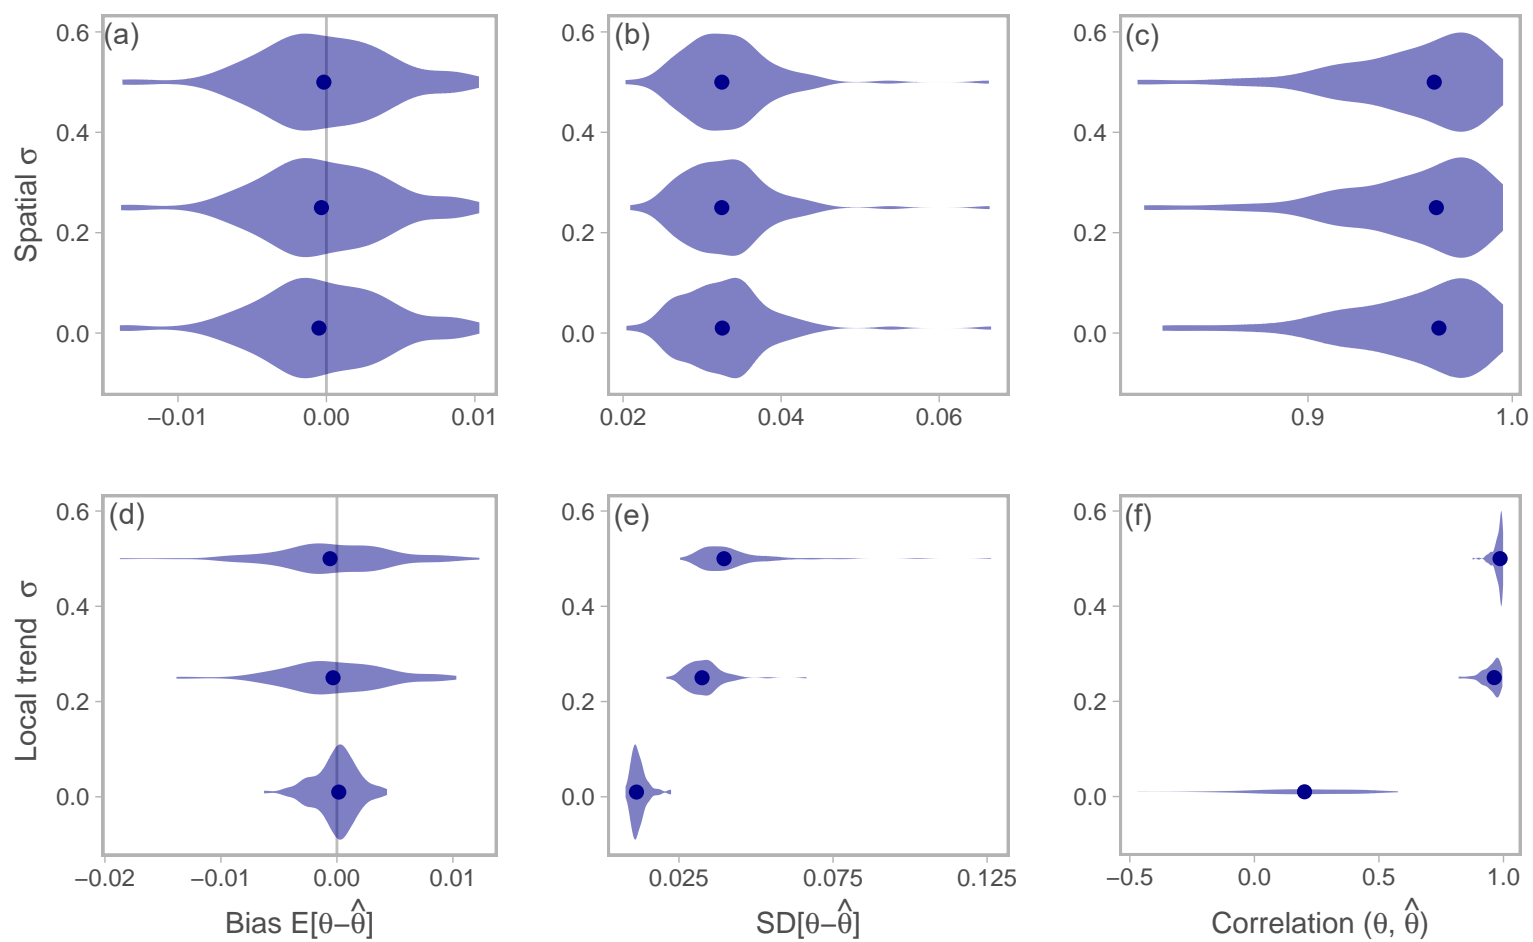 (a) (b) (c)
0.6 0.6 0.6
0.4 0.4 0.4
0.2 0.2 0.2
0.0 0.0 0.0
Spatial σ
−0.01 0.00 0.01 0.02 0.04 0.06 0.9 1.0
(d) (e) (f)
0.6 0.6 0.6
0.4 0.4 0.4
0.2 0.2 0.2
0.0 0.0 0.0
Local trend σ
−0.02 −0.01 0.00 0.01 0.025 0.075 0.125 −0.5 0.0 0.5 1.0
Bias E[θ−θ̂] SD[θ−θ̂] Correlation (θ, θ̂)